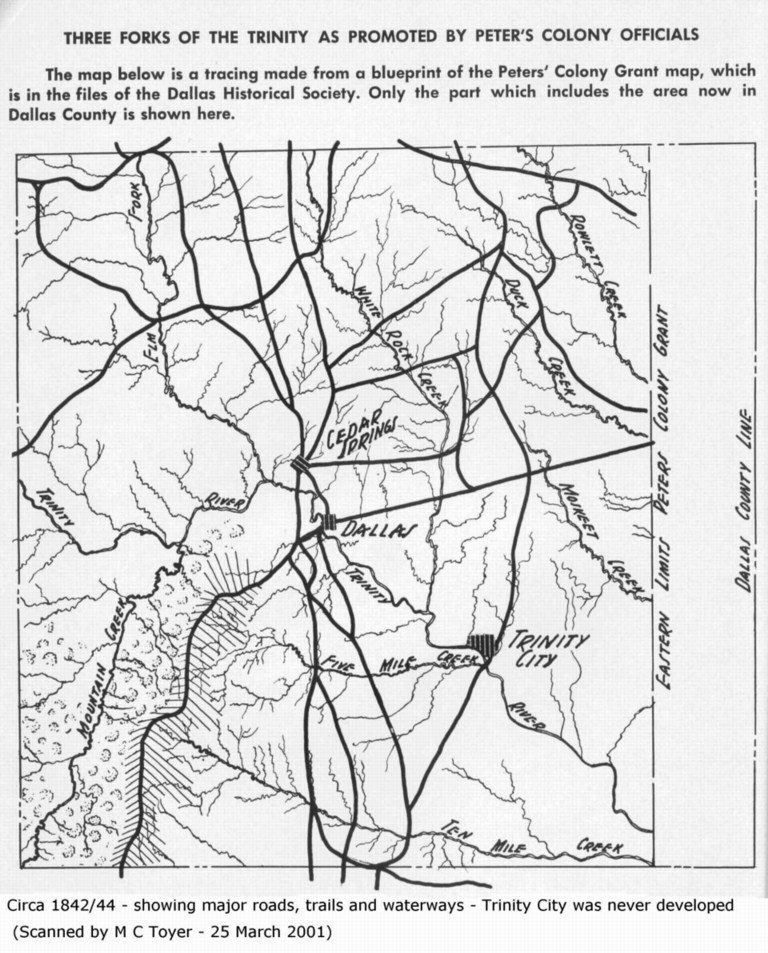 THREE FORKS OF THE TRINITY AS PROMOTED BY PETER'S COLONY OFFICIALS
The map below is a tracing made from a blueprint of the Peters' Colony Grant map, which
is in the files of the Dallas Historical Society. Only the part which includes the area now in
Dallas County is shown here.
FORK
ELM
WHITE
ROCK
CREEK
ROWLETT
CREEK
DUCK
CREEK
CEDAR
SPRINGS
TRINITY
RIVER
DALLAS
TRINITY
MOIKEET
CREEK
EASTERN LIMITS PETERS COLONY GRANT
DALLAS COUNTY LINE
MOUNTAIN CREEK
FIVE MILE CREEK
TRINITY
CITY
RIVER
TEN MILE CREEK
Circa 1842/44 - showing major roads, trails and waterways - Trinity City was never developed
(Scanned by M C Toyer - 25 March 2001)